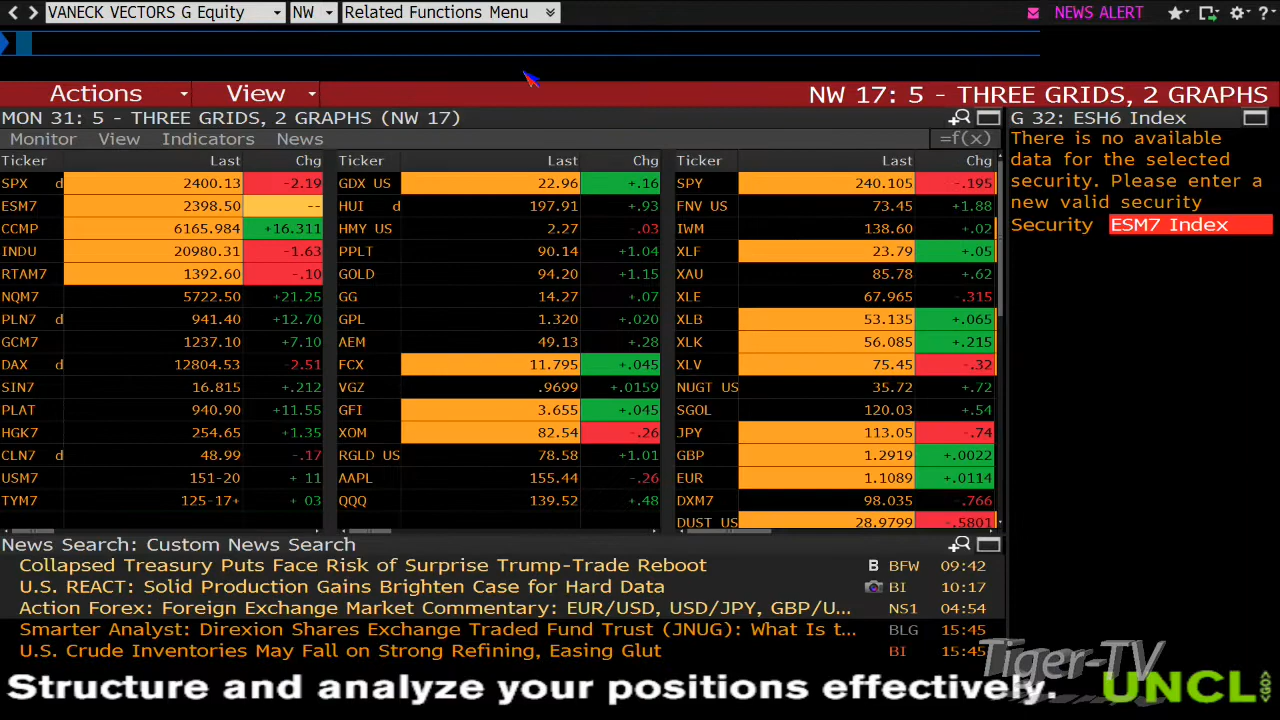 VANECK VECTORS G Equity NW Related Functions Menu NEWS ALERT ?
Actions View NW 17: 5 - THREE GRIDS, 2 GRAPHS
MON 31: 5 - THREE GRIDS, 2 GRAPHS (NW 17) G 32: ESH6 Index
Monitor View Indicators News =f(x)
There is no available
data for the selected
security. Please enter a
new valid security
Security ESM7 Index
Ticker Last Chg Ticker Last Chg Ticker Last Chg
SPX d 2400.13 -2.19 GDX US 22.96 +.16 SPY 240.105 -.195
ESM7 2398.50 -- HUI d 197.91 +.93 FNV US 73.45 +1.88
CCMP 6165.984 +16.311 HMY US 2.27 -.03 IWM 138.60 +.02
INDU 20980.31 -1.63 PPLT 90.14 +1.04 XLF 23.79 +.05
RTAM7 1392.60 -.10 GOLD 94.20 +1.15 XAU 85.78 +.62
NQM7 5722.50 +21.25 GG 14.27 +.07 XLE 67.965 -.315
PLN7 d 941.40 +12.70 GPL 1.320 +.020 XLB 53.135 +.065
GCM7 1237.10 +7.10 AEM 49.13 +.28 XLK 56.085 +.215
DAX d 12804.53 -2.51 FCX 11.795 +.045 XLV 75.45 -.32
SIN7 16.815 +.212 VGZ .9699 +.0159 NUGT US 35.72 +.72
PLAT 940.90 +11.55 GFI 3.655 +.045 SGOL 120.03 +.54
HGK7 254.65 +1.35 XOM 82.54 -.26 JPY 113.05 -.74
CLN7 d 48.99 -.17 RGLD US 78.58 +1.01 GBP 1.2919 +.0022
USM7 151-20 + 11 AAPL 155.44 -.26 EUR 1.1089 +.0114
TYM7 125-17+ + 03 QQQ 139.52 +.48 DXM7 98.035 -.766
DUST US 28.9799 -.5801
News Search: Custom News Search
Collapsed Treasury Puts Face Risk of Surprise Trump-Trade Reboot B BFW 09:42
U.S. REACT: Solid Production Gains Brighten Case for Hard Data BI 10:17
Action Forex: Foreign Exchange Market Commentary: EUR/USD, USD/JPY, GBP/U... NS1 04:54
Smarter Analyst: Direxion Shares Exchange Traded Fund Trust (JNUG): What Is t... BLG 15:45
U.S. Crude Inventories May Fall on Strong Refining, Easing Glut BI 15:45
Tiger-TV
Structure and analyze your positions effectively. UNCL